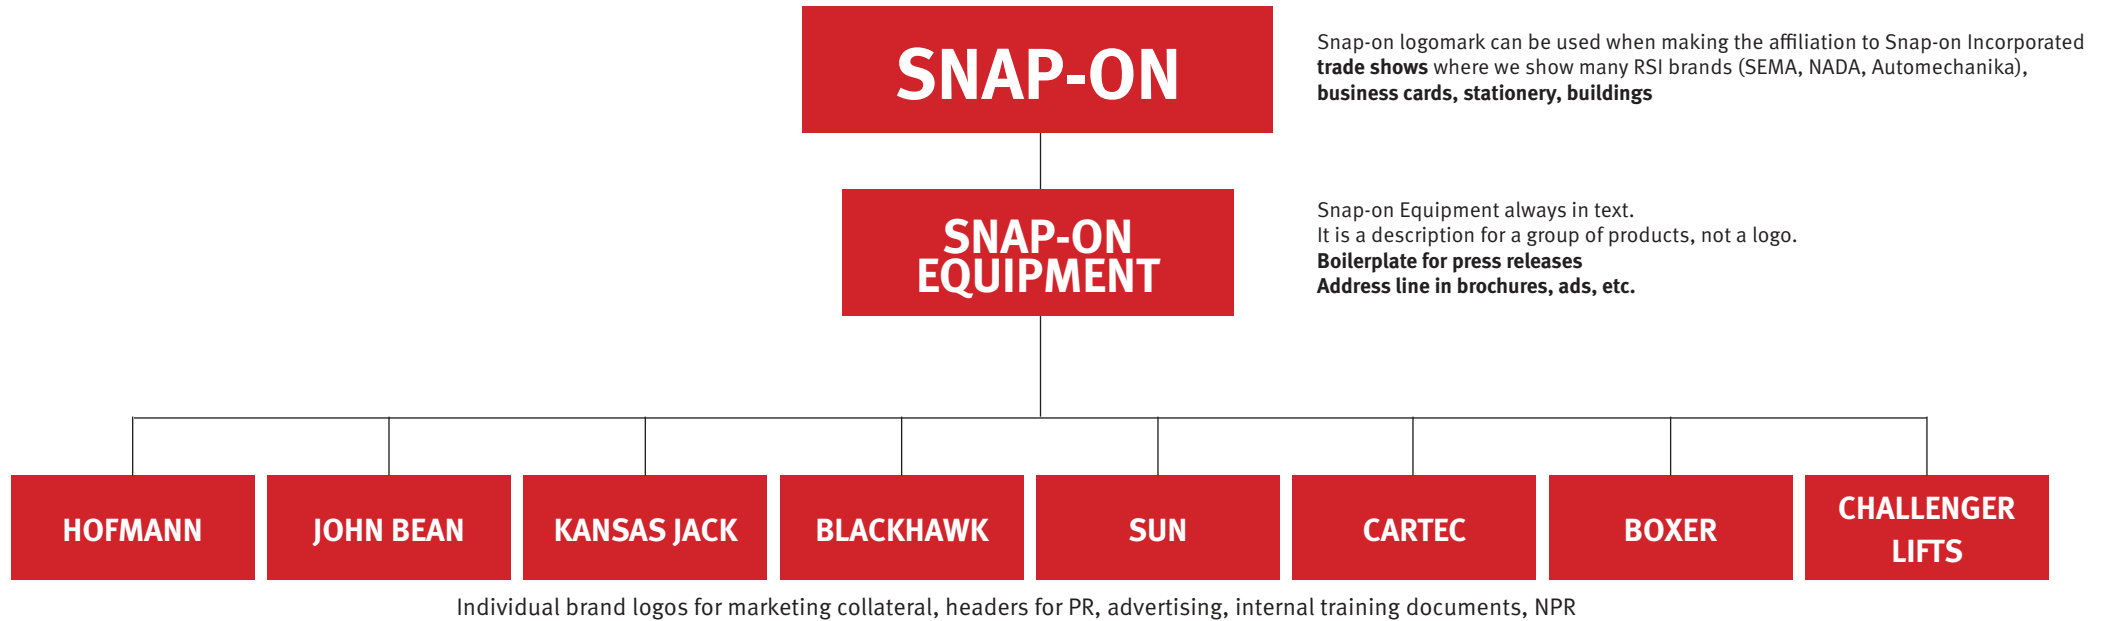 SNAP-ON
Snap-on logomark can be used when making the affiliation to Snap-on Incorporated
trade shows where we show many RSI brands (SEMA, NADA, Automechanika),
business cards, stationery, buildings
SNAP-ON
EQUIPMENT
Snap-on Equipment always in text.
It is a description for a group of products, not a logo.
Boilerplate for press releases
Address line in brochures, ads, etc.
HOFMANN
JOHN BEAN
KANSAS JACK
BLACKHAWK
SUN
CARTEC
BOXER
CHALLENGER
LIFTS
Individual brand logos for marketing collateral, headers for PR, advertising, internal training documents, NPR